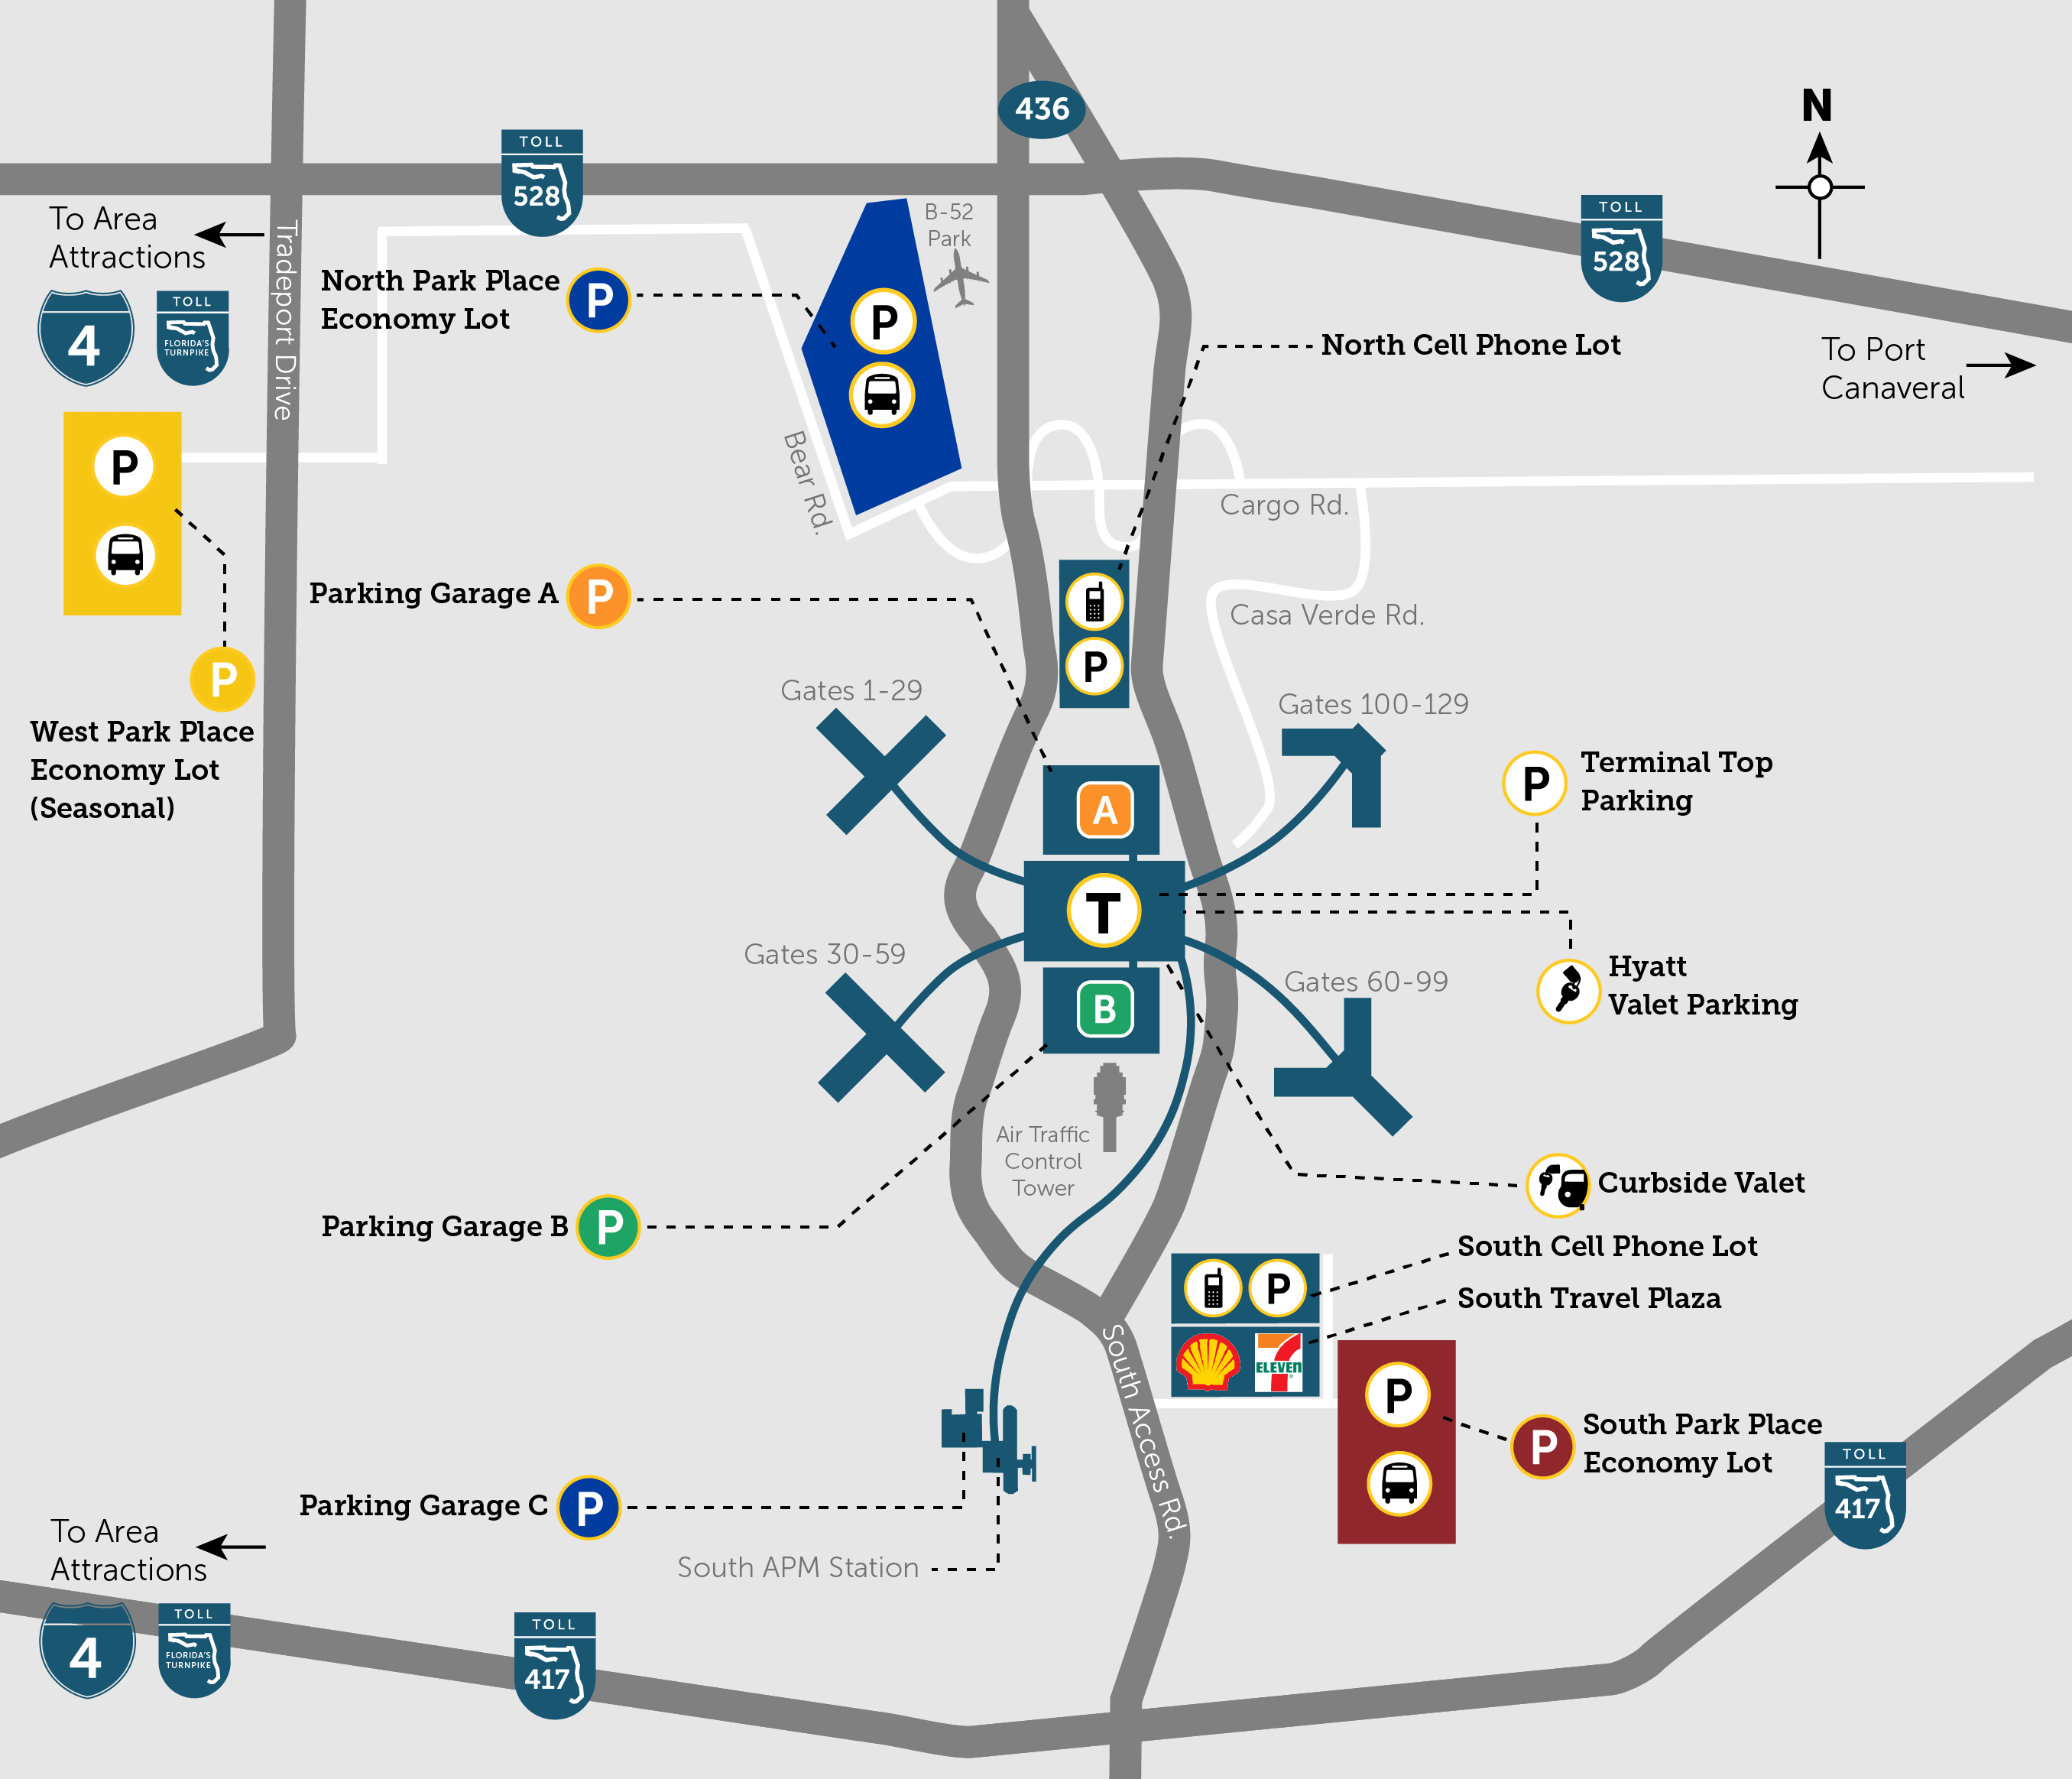 436
N
TOLL
528
B-52
Park
TOLL
528
To Area
Attractions
Tradeport Drive
North Park Place
Economy Lot
P
4
TOLL
FLORIDA'S
TURNPIKE
P
North Cell Phone Lot
To Port
Canaveral
P
Bear Rd.
Cargo Rd.
Parking Garage A
P
Casa Verde Rd.
P
P
West Park Place
Economy Lot
(Seasonal)
Gates 1-29
Gates 100-129
A
P
Terminal Top
Parking
T
Gates 30-59
Gates 60-99
Hyatt
Valet Parking
B
Air Traffic
Control
Tower
Curbside Valet
Parking Garage B
P
South Cell Phone Lot
P
South Travel Plaza
7
ELEVEN
South Access Rd.
P
P
South Park Place
Economy Lot
TOLL
417
Parking Garage C
P
South APM Station
To Area
Attractions
4
TOLL
FLORIDA'S
TURNPIKE
TOLL
417